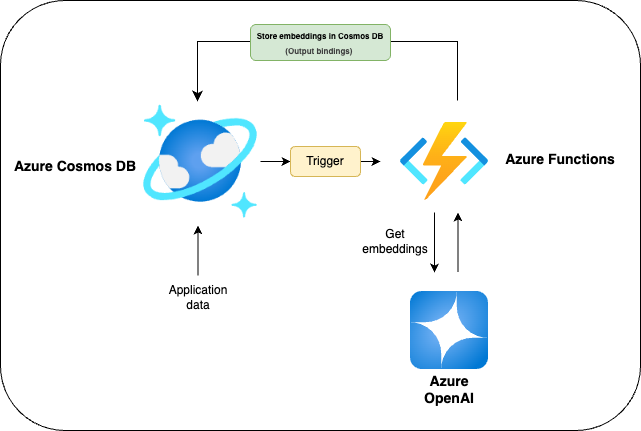 Store embeddings in Cosmos DB
(Output bindings)
Azure Cosmos DB
Trigger
Azure Functions
Get
embeddings
Application
data
Azure
OpenAI